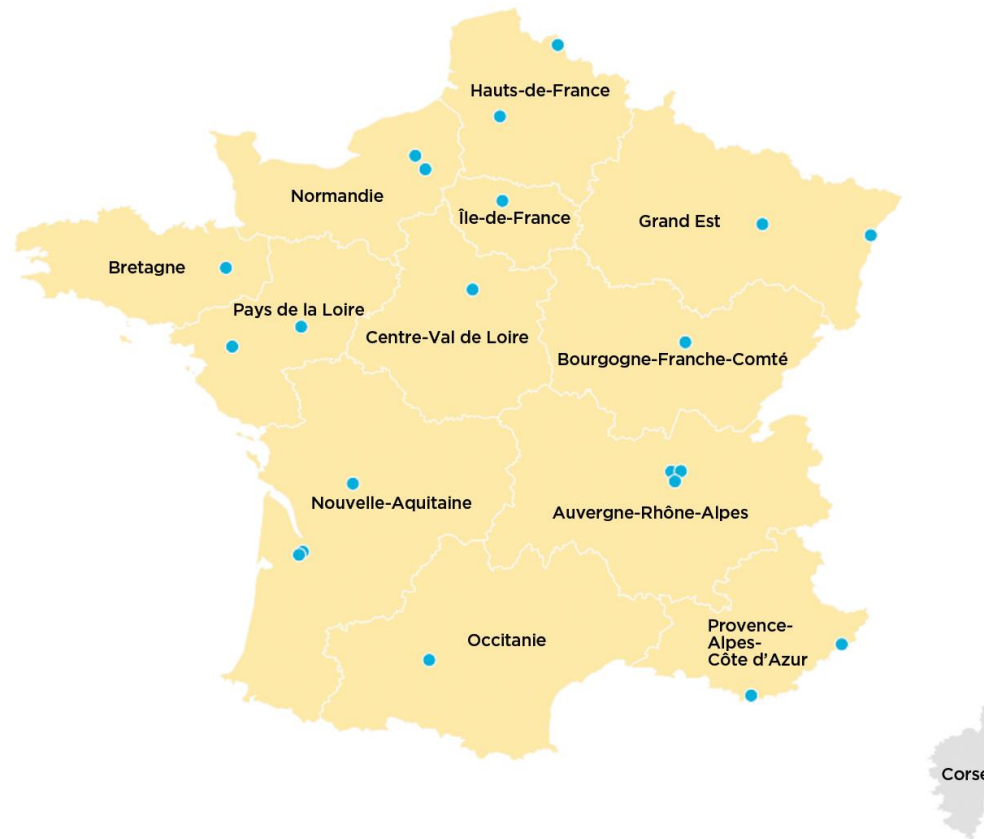 Hauts-de-France
Normandie
Île-de-France
Grand Est
Bretagne
Pays de la Loire
Centre-Val de Loire
Bourgogne-Franche-Comté
Nouvelle-Aquitaine
Auvergne-Rhône-Alpes
Occitanie
Provence-
Alpes-
Côte d'Azur
Corse